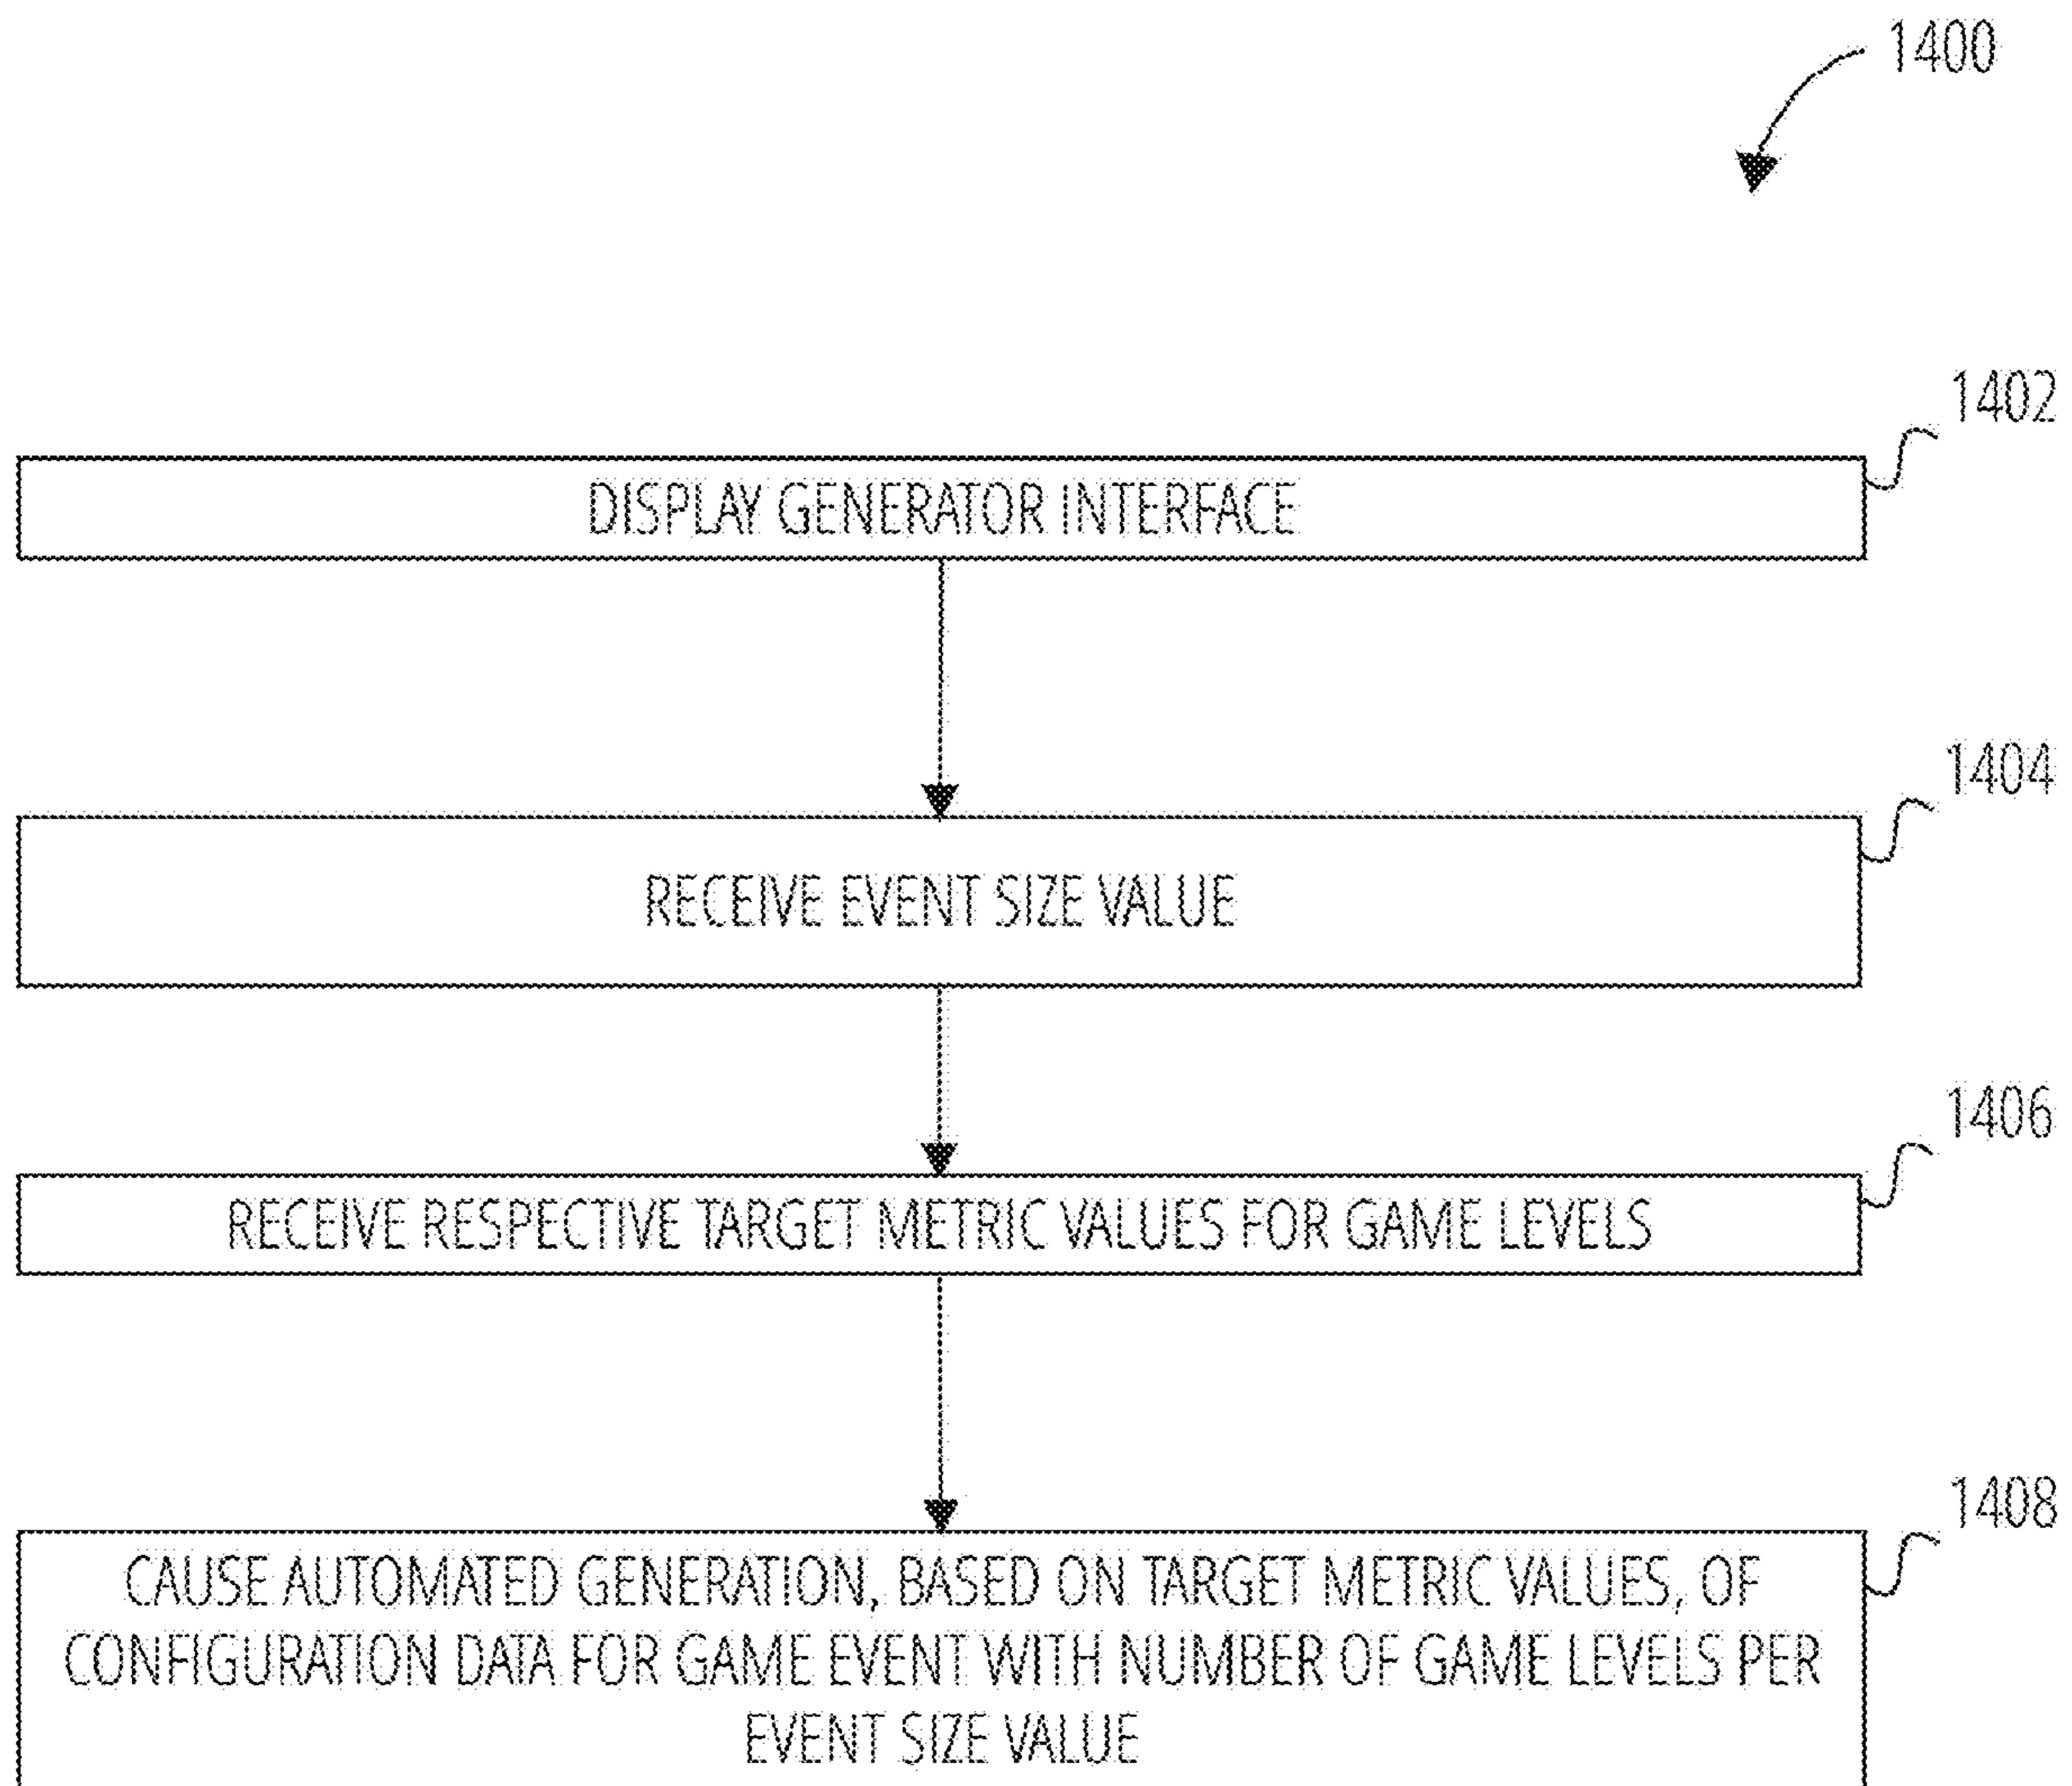 1400
1402
DISPLAY GENERATOR INTERFACE
1404
RECEIVE EVENT SIZE VALUE
1406
RECEIVE RESPECTIVE TARGET METRIC VALUES FOR GAME LEVELS
1408
CAUSE AUTOMATED GENERATION, BASED ON TARGET METRIC VALUES, OF
CONFIGURATION DATA FOR GAME EVENT WITH NUMBER OF GAME LEVELS PER
EVENT SIZE VALUE